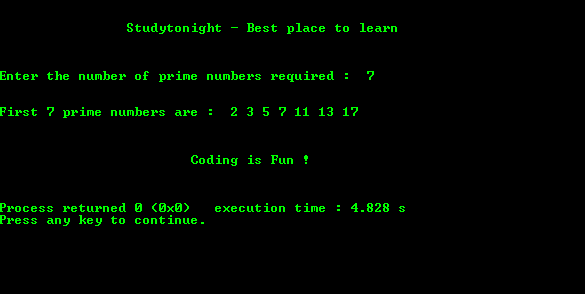 Studytonight - Best place to learn
Enter the number of prime numbers required :  7
First 7 prime numbers are :  2 3 5 7 11 13 17
Coding is Fun !
Process returned 0 (0x0)   execution time : 4.828 s
Press any key to continue.